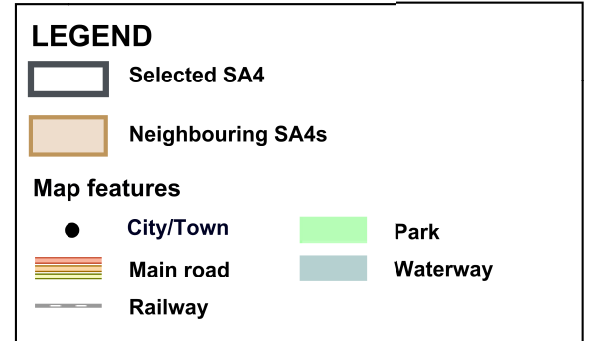 LEGEND
Selected SA4
Neighbouring SA4s
Map features
City/Town
Park
Main road
Waterway
Railway